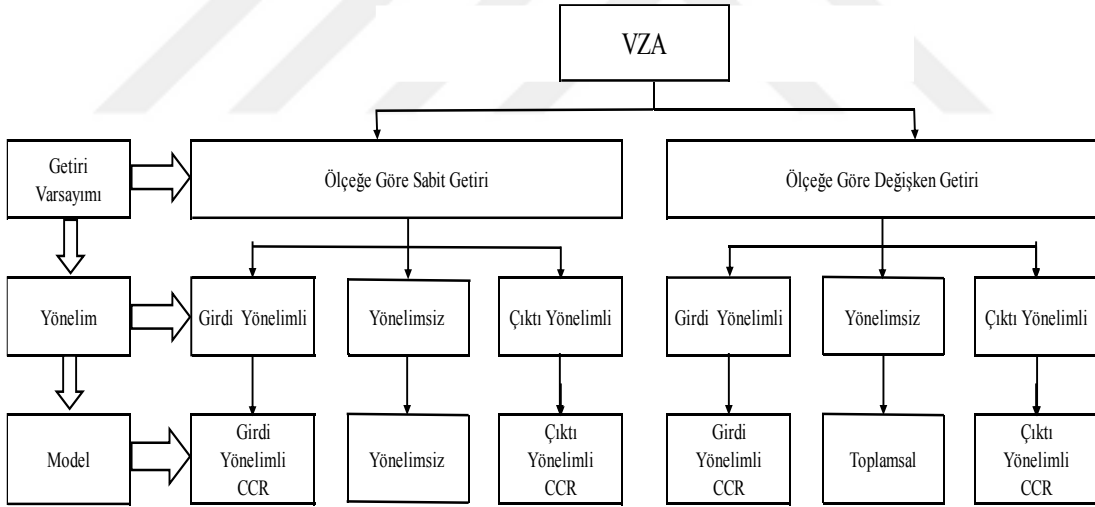 VZA
Getiri
Varsayımı
Ölçeğe Göre Sabit Getiri
Ölçeğe Göre Değişken Getiri
Yönelim
Girdi Yönelimli
Yönelimsiz
Çıktı Yönelimli
Girdi Yönelimli
Yönelimsiz
Çıktı Yönelimli
Model
Girdi
Yönelimli
CCR
Yönelimsiz
Çıktı
Yönelimli
CCR
Girdi
Yönelimli
CCR
Toplamsal
Çıktı
Yönelimli
CCR